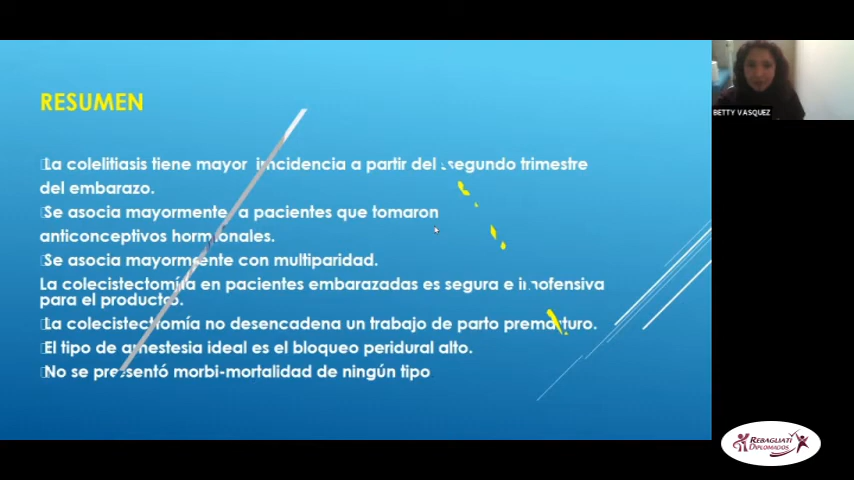 RESUMEN
La colelitiasis tiene mayor incidencia a partir del segundo trimestre
del embarazo.
Se asocia mayormente a pacientes que tomaron
anticonceptivos hormonales.
Se asocia mayormente con multiparidad.
La colecistectomía en pacientes embarazadas es segura e inofensiva
para el producto.
La colecistectomía no desencadena un trabajo de parto prematuro.
El tipo de anestesia ideal es el bloqueo peridural alto.
No se presentó morbi-mortalidad de ningún tipo
BETTY VASQUEZ
REBAGLIATI
DIPLOMADOS